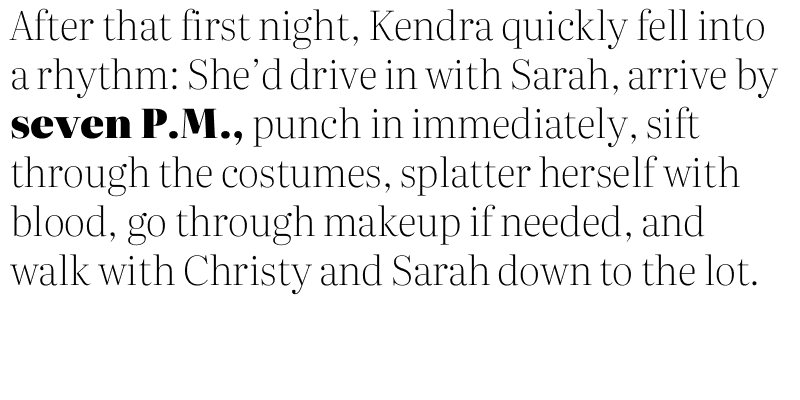 After that first night, Kendra quickly fell into
a rhythm: She’d drive in with Sarah, arrive by
seven P.M., punch in immediately, sift
through the costumes, splatter herself with
blood, go through makeup if needed, and
walk with Christy and Sarah down to the lot.